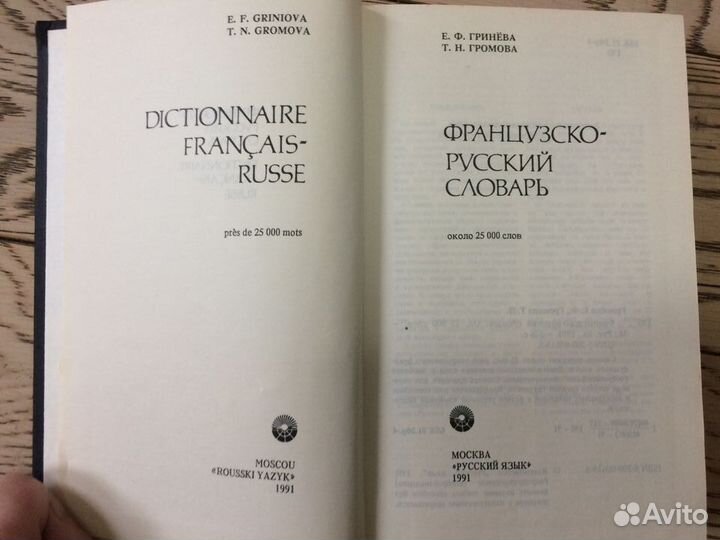 E. F. GRINIOVA
T. N. GROMOVA
DICTIONNAIRE
FRANÇAIS-
RUSSE
près de 25 000 mots
MOSCOU
«ROUSSKI YAZYK»
1991
Е. Ф. ГРИНЁВА
Т. Н. ГРОМОВА
ФРАНЦУЗСКО-
РУССКИЙ
СЛОВАРЬ
около 25 000 слов
МОСКВА
«РУССКИЙ ЯЗЫК»
1991
Avito